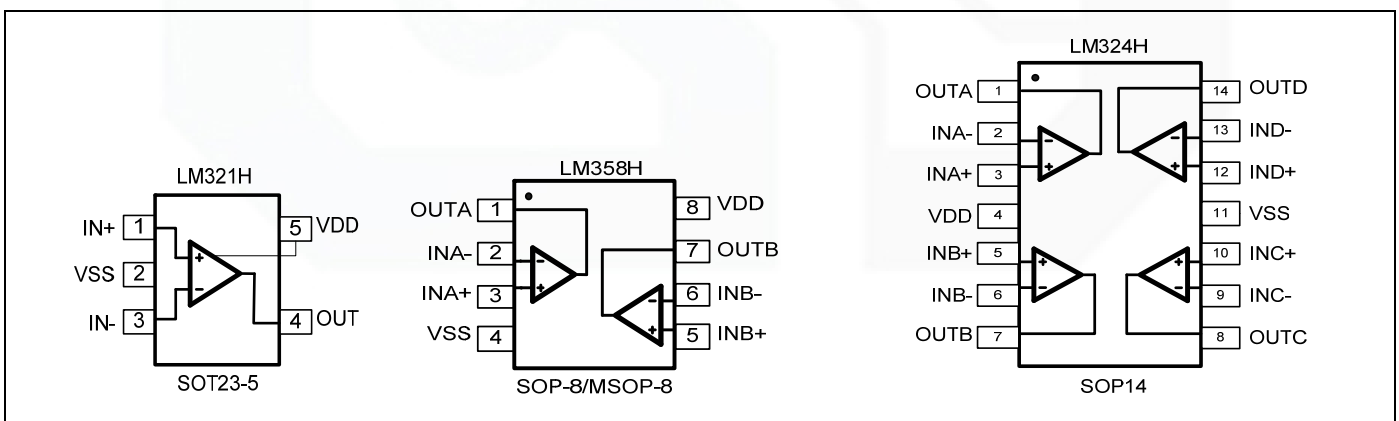 LM321H
IN+ 1
VSS 2
IN- 3
5 VDD
4 OUT
+
-
SOT23-5
LM358H
OUTA 1
INA- 2
INA+ 3
VSS 4
8 VDD
7 OUTB
6 INB-
5 INB+
-
+
-
+
SOP-8/MSOP-8
LM324H
OUTA 1
INA- 2
INA+ 3
VDD 4
INB+ 5
INB- 6
OUTB 7
14 OUTD
13 IND-
12 IND+
11 VSS
10 INC+
9 INC-
8 OUTC
-
+
-
+
+
-
+
-
SOP14